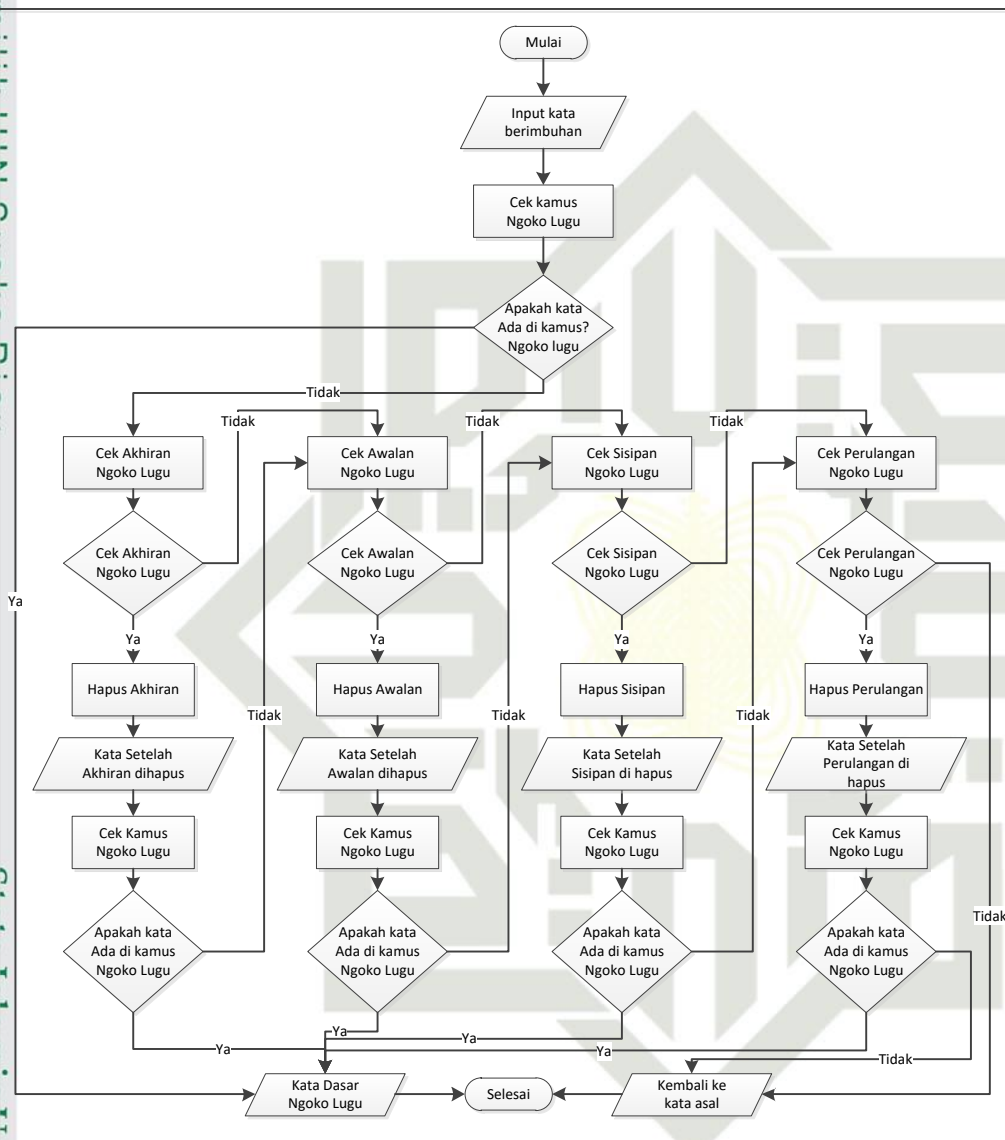 Mulai
Input kata
berimbuhan
Cek kamus
Ngoko Lugu
Apakah kata
Ada di kamus?
Ngoko lugu
Tidak
Ya
Tidak
Tidak
Tidak
Cek Akhiran
Ngoko Lugu
Cek Awalan
Ngoko Lugu
Cek Sisipan
Ngoko Lugu
Cek Perulangan
Ngoko Lugu
Cek Akhiran
Ngoko Lugu
Cek Awalan
Ngoko Lugu
Cek Sisipan
Ngoko Lugu
Cek Perulangan
Ngoko Lugu
Ya
Ya
Ya
Ya
Hapus Akhiran
Hapus Awalan
Hapus Sisipan
Hapus Perulangan
Tidak
Tidak
Tidak
Kata Setelah
Akhiran dihapus
Kata Setelah
Awalan dihapus
Kata Setelah
Sisipan di hapus
Kata Setelah
Perulangan di
hapus
Cek Kamus
Ngoko Lugu
Cek Kamus
Ngoko Lugu
Cek Kamus
Ngoko Lugu
Cek Kamus
Ngoko Lugu
Tidak
Apakah kata
Ada di kamus
Ngoko Lugu
Apakah kata
Ada di kamus
Ngoko Lugu
Apakah kata
Ada di kamus
Ngoko Lugu
Apakah kata
Ada di kamus
Ngoko Lugu
Ya
Ya
Ya
Ya
Tidak
Kata Dasar
Ngoko Lugu
Selesai
Kembali ke
kata asal